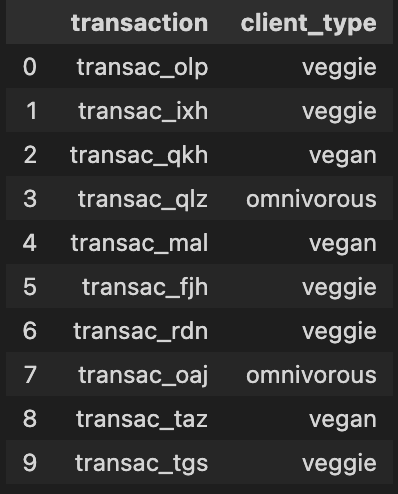 transaction client_type
0 transac_olp veggie
1 transac_ixh veggie
2 transac_qkh vegan
3 transac_qlz omnivorous
4 transac_mal vegan
5 transac_fjh veggie
6 transac_rdn veggie
7 transac_oaj omnivorous
8 transac_taz vegan
9 transac_tgs veggie